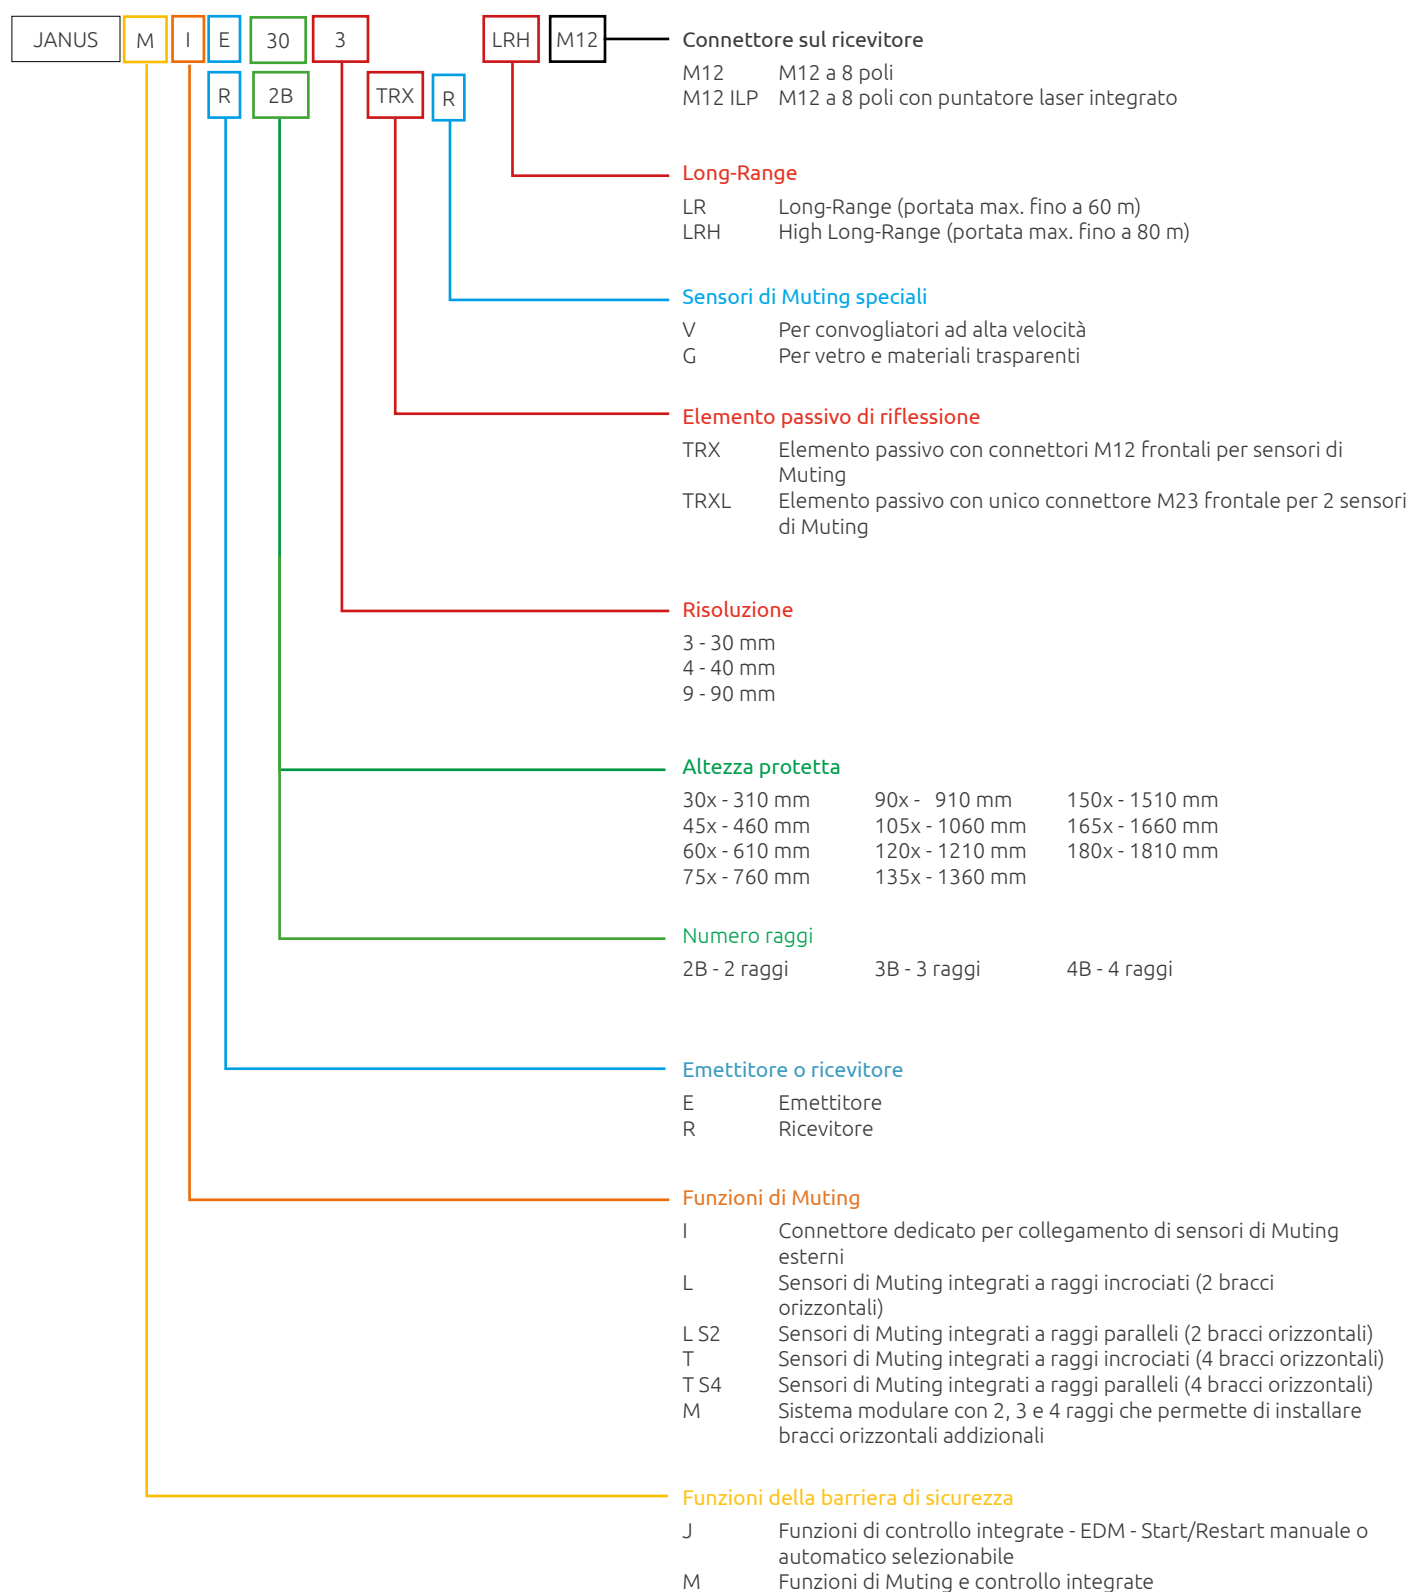 JANUS M I E 30 3 LRH M12
R 2B TRX R
Connettore sul ricevitore
M12 M12 a 8 poli
M12 ILP M12 a 8 poli con puntatore laser integrato
Long-Range
LR Long-Range (portata max. fino a 60 m)
LRH High Long-Range (portata max. fino a 80 m)
Sensori di Muting speciali
V Per convogliatori ad alta velocità
G Per vetro e materiali trasparenti
Elemento passivo di riflessione
TRX Elemento passivo con connettori M12 frontali per sensori di
Muting
TRXL Elemento passivo con unico connettore M23 frontale per 2 sensori
di Muting
Risoluzione
3 - 30 mm
4 - 40 mm
9 - 90 mm
Altezza protetta
30x - 310 mm 90x - 910 mm 150x - 1510 mm
45x - 460 mm 105x - 1060 mm 165x - 1660 mm
60x - 610 mm 120x - 1210 mm 180x - 1810 mm
75x - 760 mm 135x - 1360 mm
Numero raggi
2B - 2 raggi 3B - 3 raggi 4B - 4 raggi
Emettitore o ricevitore
E Emettitore
R Ricevitore
Funzioni di Muting
I Connettore dedicato per collegamento di sensori di Muting
esterni
L Sensori di Muting integrati a raggi incrociati (2 bracci
orizzontali)
L S2 Sensori di Muting integrati a raggi paralleli (2 bracci orizzontali)
T Sensori di Muting integrati a raggi incrociati (4 bracci orizzontali)
T S4 Sensori di Muting integrati a raggi paralleli (4 bracci orizzontali)
M Sistema modulare con 2, 3 e 4 raggi che permette di installare
bracci orizzontali addizionali
Funzioni della barriera di sicurezza
J Funzioni di controllo integrate - EDM - Start/Restart manuale o
automatico selezionabile
M Funzioni di Muting e controllo integrate